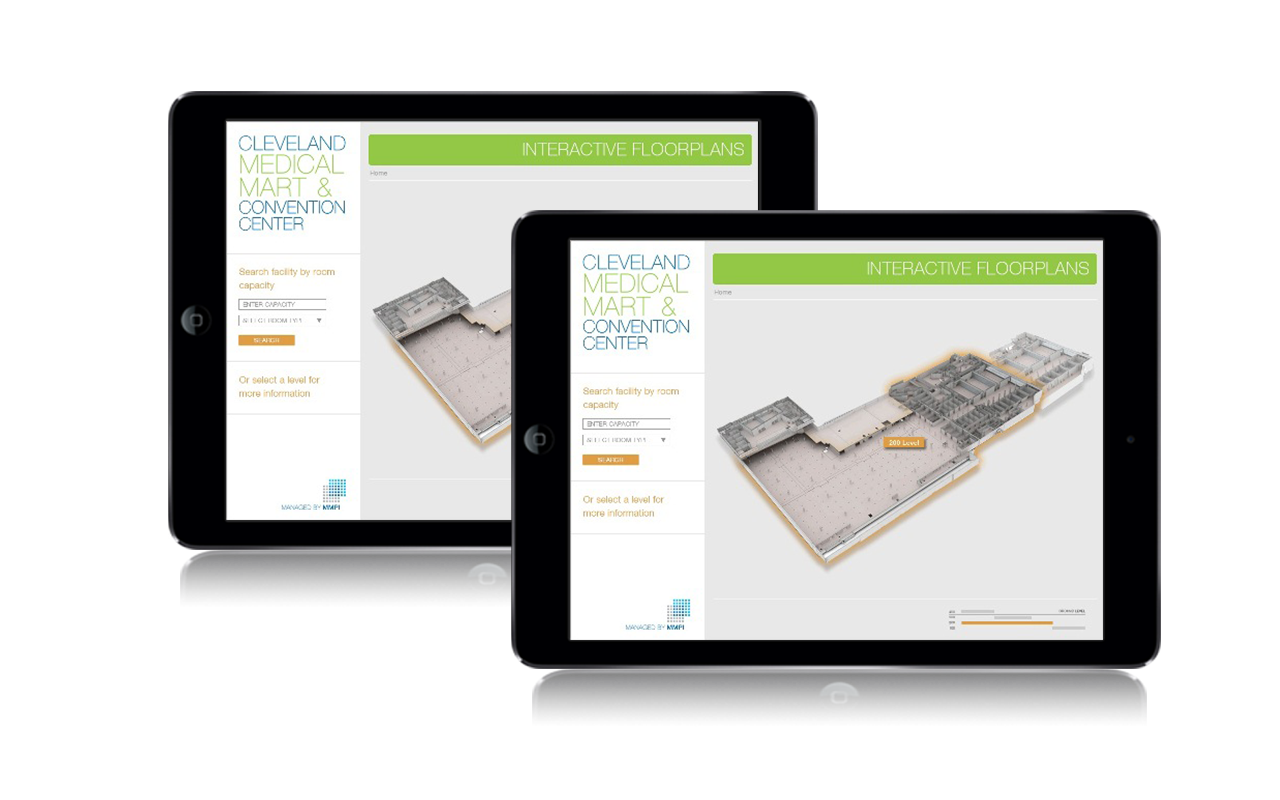 CLEVELAND
MEDICAL
MART &
CONVENTION
CENTER
INTERACTIVE FLOORPLANS
Home
Search facility by room
capacity
ENTER CAPACITY
SELECT ROOM TYPE
SEARCH
Or select a level for
more information
MANAGED BY MMPI
CLEVELAND
MEDICAL
MART &
CONVENTION
CENTER
INTERACTIVE FLOORPLANS
Home
Search facility by room
capacity
ENTER CAPACITY
SELECT ROOM TYPE
SEARCH
200 Level
Or select a level for
more information
MANAGED BY MMPI